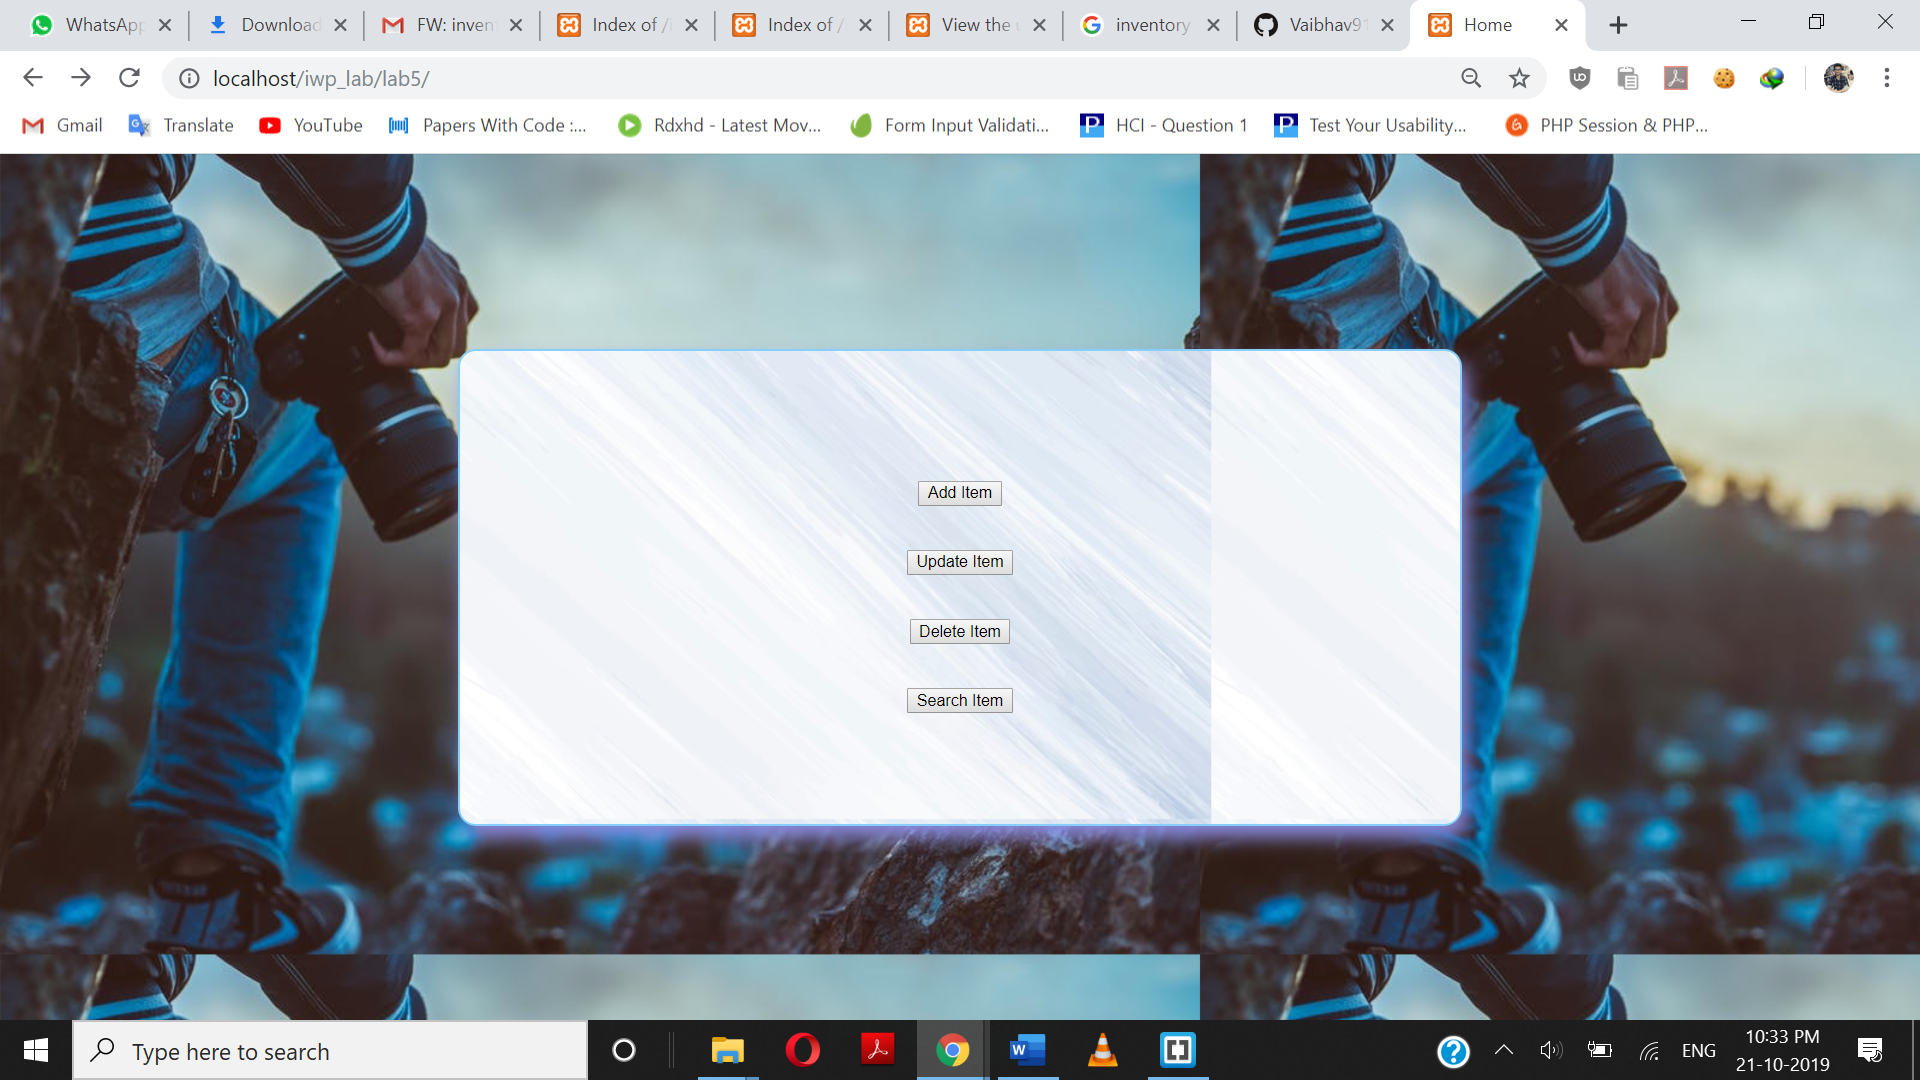 WhatsApp Download FW: inven Index of / Index of / View the inventory Vaibhav91 Home
localhost/iwp_lab/lab5/
Gmail Translate YouTube Papers With Code :... Rdxhd - Latest Mov... Form Input Validati... HCI - Question 1 Test Your Usability... PHP Session & PHP...
Add Item
Update Item
Delete Item
Search Item
Type here to search
ENG
10:33 PM
21-10-2019